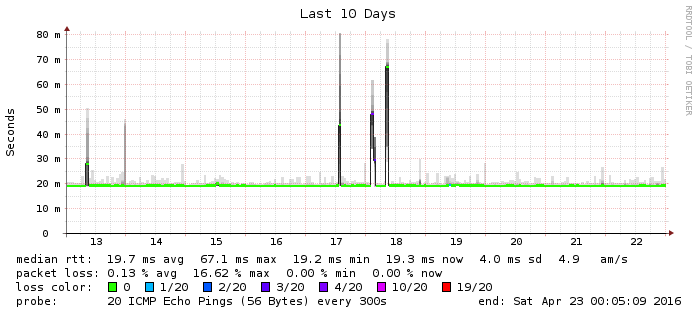 Last 10 Days
RRDTOOL / TOBI OETIKER
Seconds
80 m
70 m
60 m
50 m
40 m
30 m
20 m
10 m
0
13 14 15 16 17 18 19 20 21 22
median rtt: 19.7 ms avg 67.1 ms max 19.2 ms min 19.3 ms now 4.0 ms sd 4.9 am/s
packet loss: 0.13 % avg 16.62 % max 0.00 % min 0.00 % now
loss color: 0 1/20 2/20 3/20 4/20 10/20 19/20
probe: 20 ICMP Echo Pings (56 Bytes) every 300s end: Sat Apr 23 00:05:09 2016